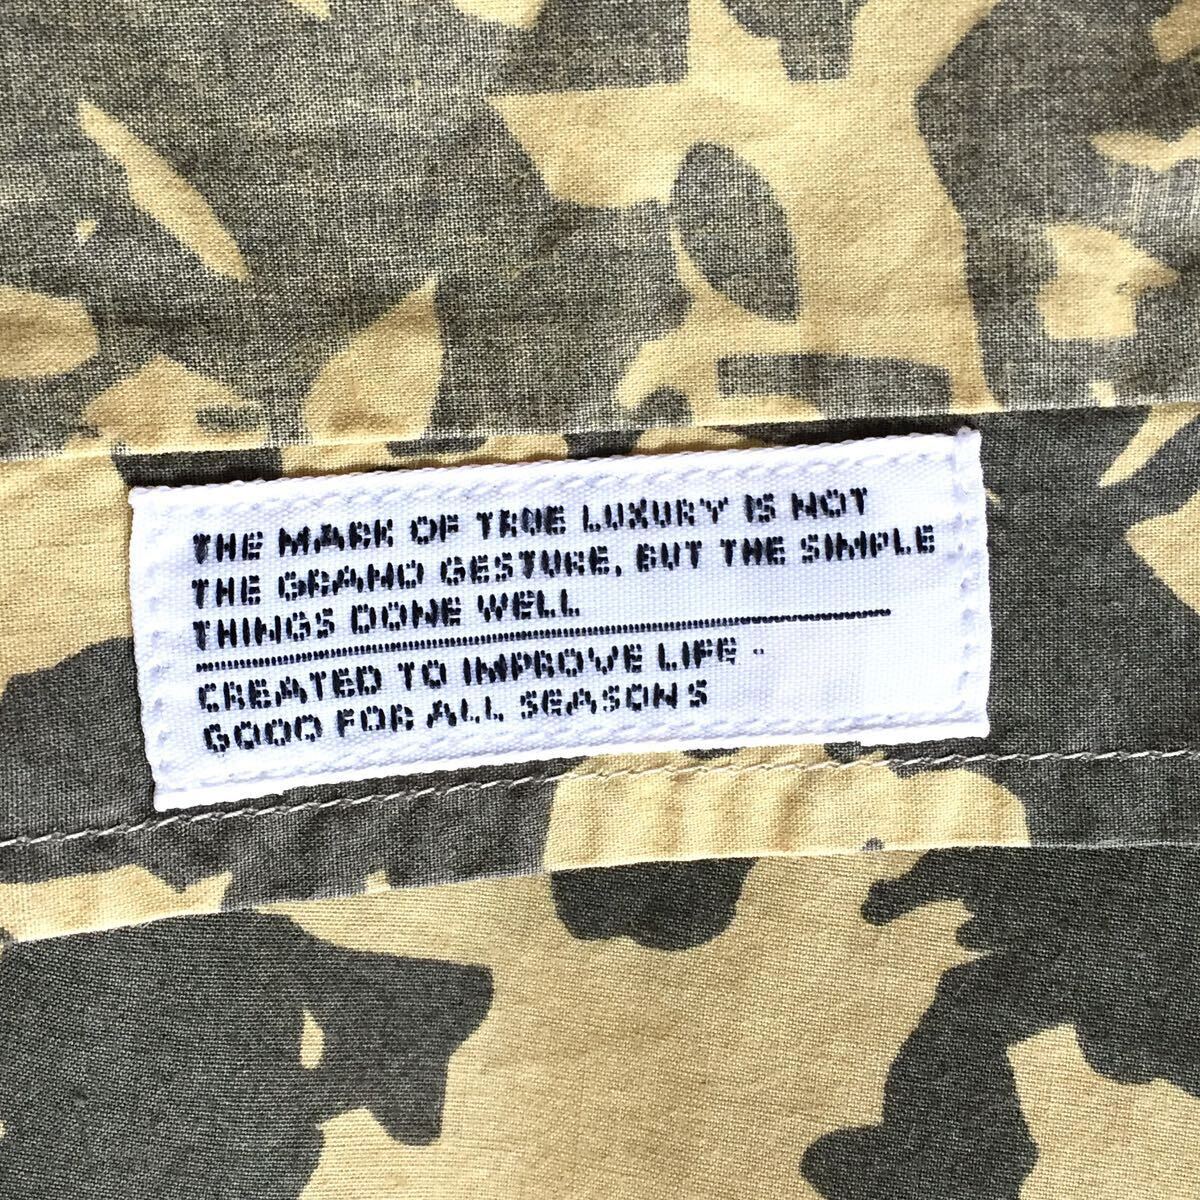 THE MARK OF TRUE LUXURY IS NOT
THE GRAND GESTURE, BUT THE SIMPLE
THINGS DONE WELL
CREATED TO IMPROVE LIFE -
GOOD FOR ALL SEASONS